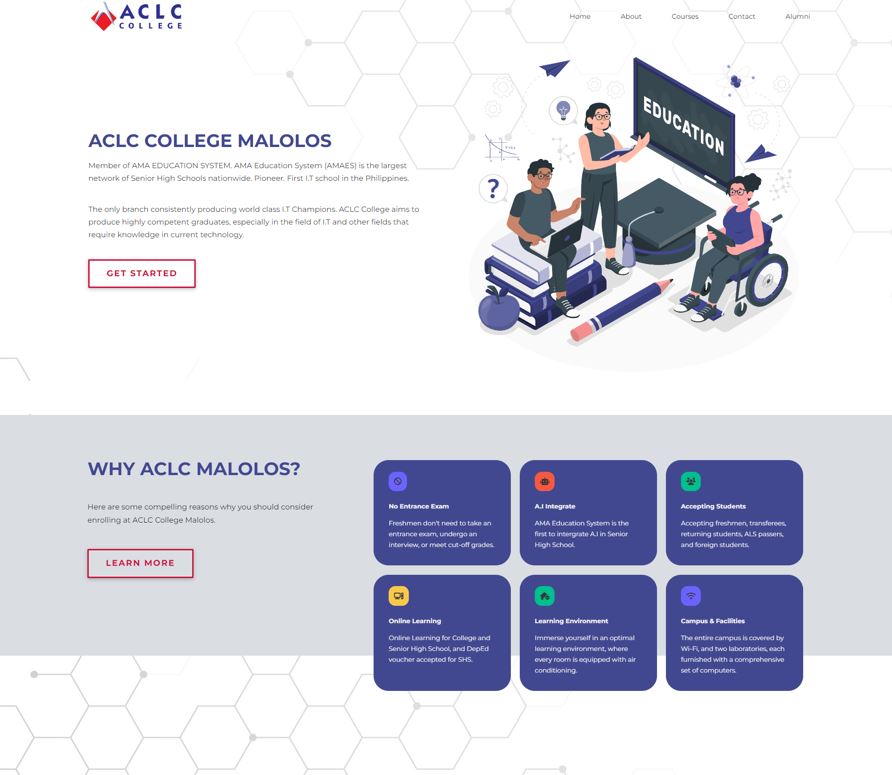 ACLC
COLLEGE
Home
About
Courses
Contact
Alumni
ACLC COLLEGE MALOLOS
Member of AMA EDUCATION SYSTEM. AMA Education System (AMAES) is the largest
network of Senior High Schools nationwide. Pioneer. First I.T school in the Philippines.
The only branch consistently producing world class I.T Champions. ACLC College aims to
produce highly competent graduates, especially in the field of I.T and other fields that
require knowledge in current technology.
GET STARTED
EDUCATION
?
WHY ACLC MALOLOS?
Here are some compelling reasons why you should consider
enrolling at ACLC College Malolos.
LEARN MORE
No Entrance Exam
Freshmen don't need to take an
entrance exam, undergo an
interview, or meet cut-off grades.
A.I Integrate
AMA Education System is the
first to intergrate A.I in Senior
High School.
Accepting Students
Accepting freshmen, transferees,
returning students, ALS passers,
and foreign students.
Online Learning
Online Learning for College and
Senior High School, and DepEd
voucher accepted for SHS.
Learning Environment
Immerse yourself in an optimal
learning environment, where
every room is equipped with air
conditioning.
Campus & Facilities
The entire campus is covered by
Wi-Fi, and two laboratories, each
furnished with a comprehensive
set of computers.